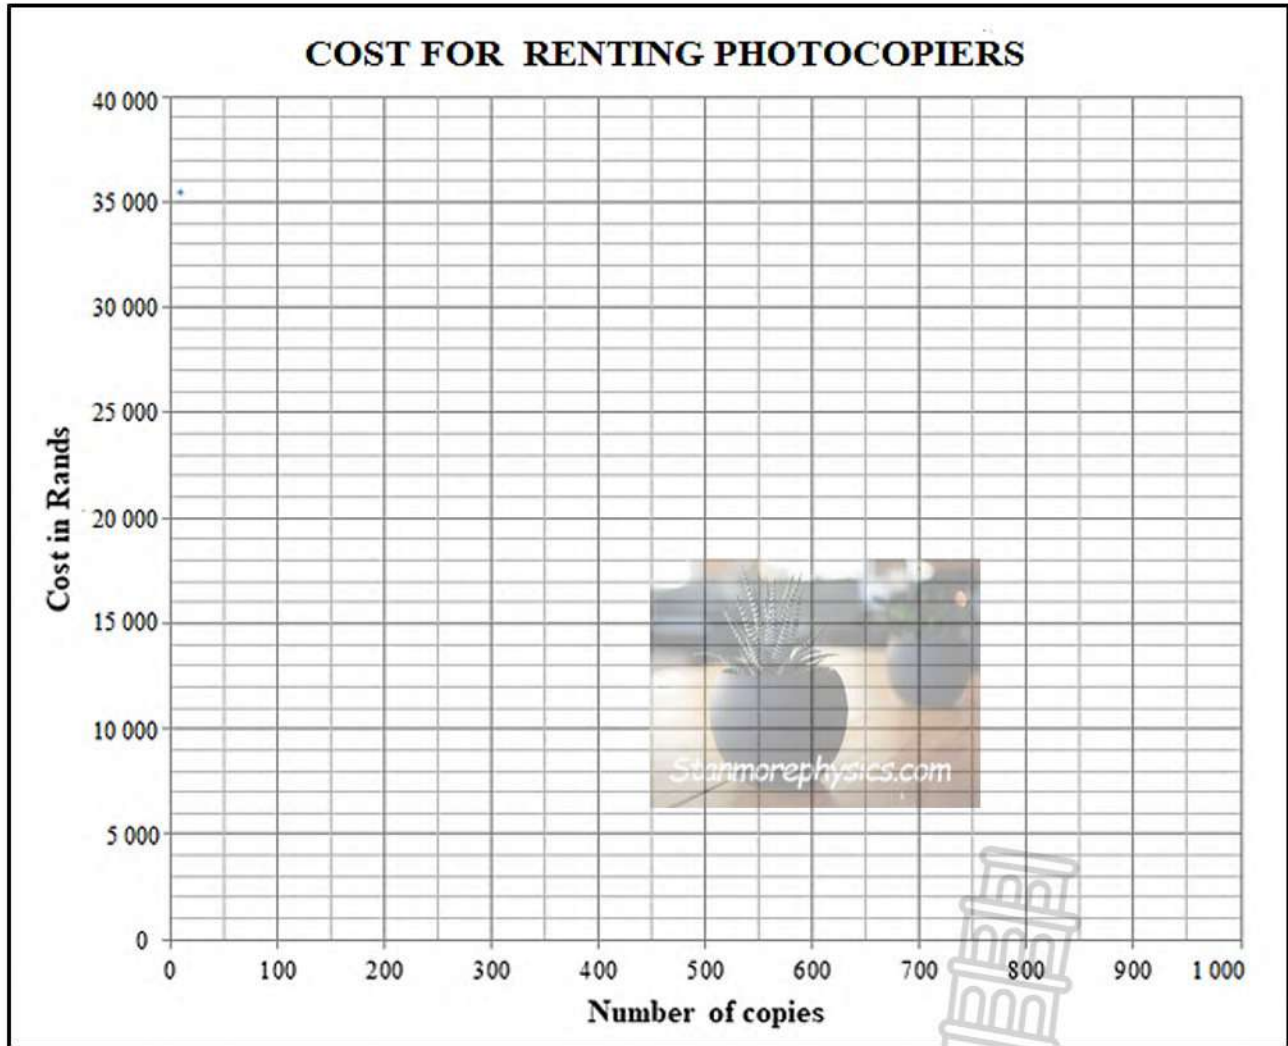 COST FOR RENTING PHOTOCOPIERS
40 000
35 000
30 000
25 000
20 000
15 000
10 000
5 000
0
Cost in Rands
Stanmorephysics.com
0 100 200 300 400 500 600 700 800 900 1 000
Number of copies